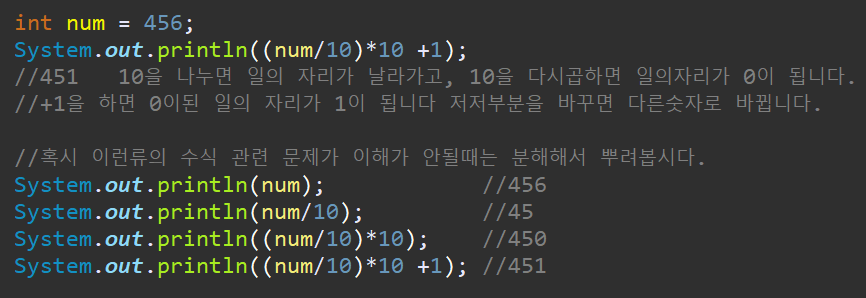 int num = 456;
System.out.println((num/10)*10 +1);
//451   10을 나누면 일의 자리가 날라가고, 10을 다시곱하면 일의자리가 0이 됩니다.
//+1을 하면 0이된 일의 자리가 1이 됩니다 저저부분을 바꾸면 다른숫자로 바뀝니다.
//혹시 이런류의 수식 관련 문제가 이해가 안될때는 분해해서 뿌려봅시다.
System.out.println(num);            //456
System.out.println(num/10);         //45
System.out.println((num/10)*10);    //450
System.out.println((num/10)*10 +1); //451